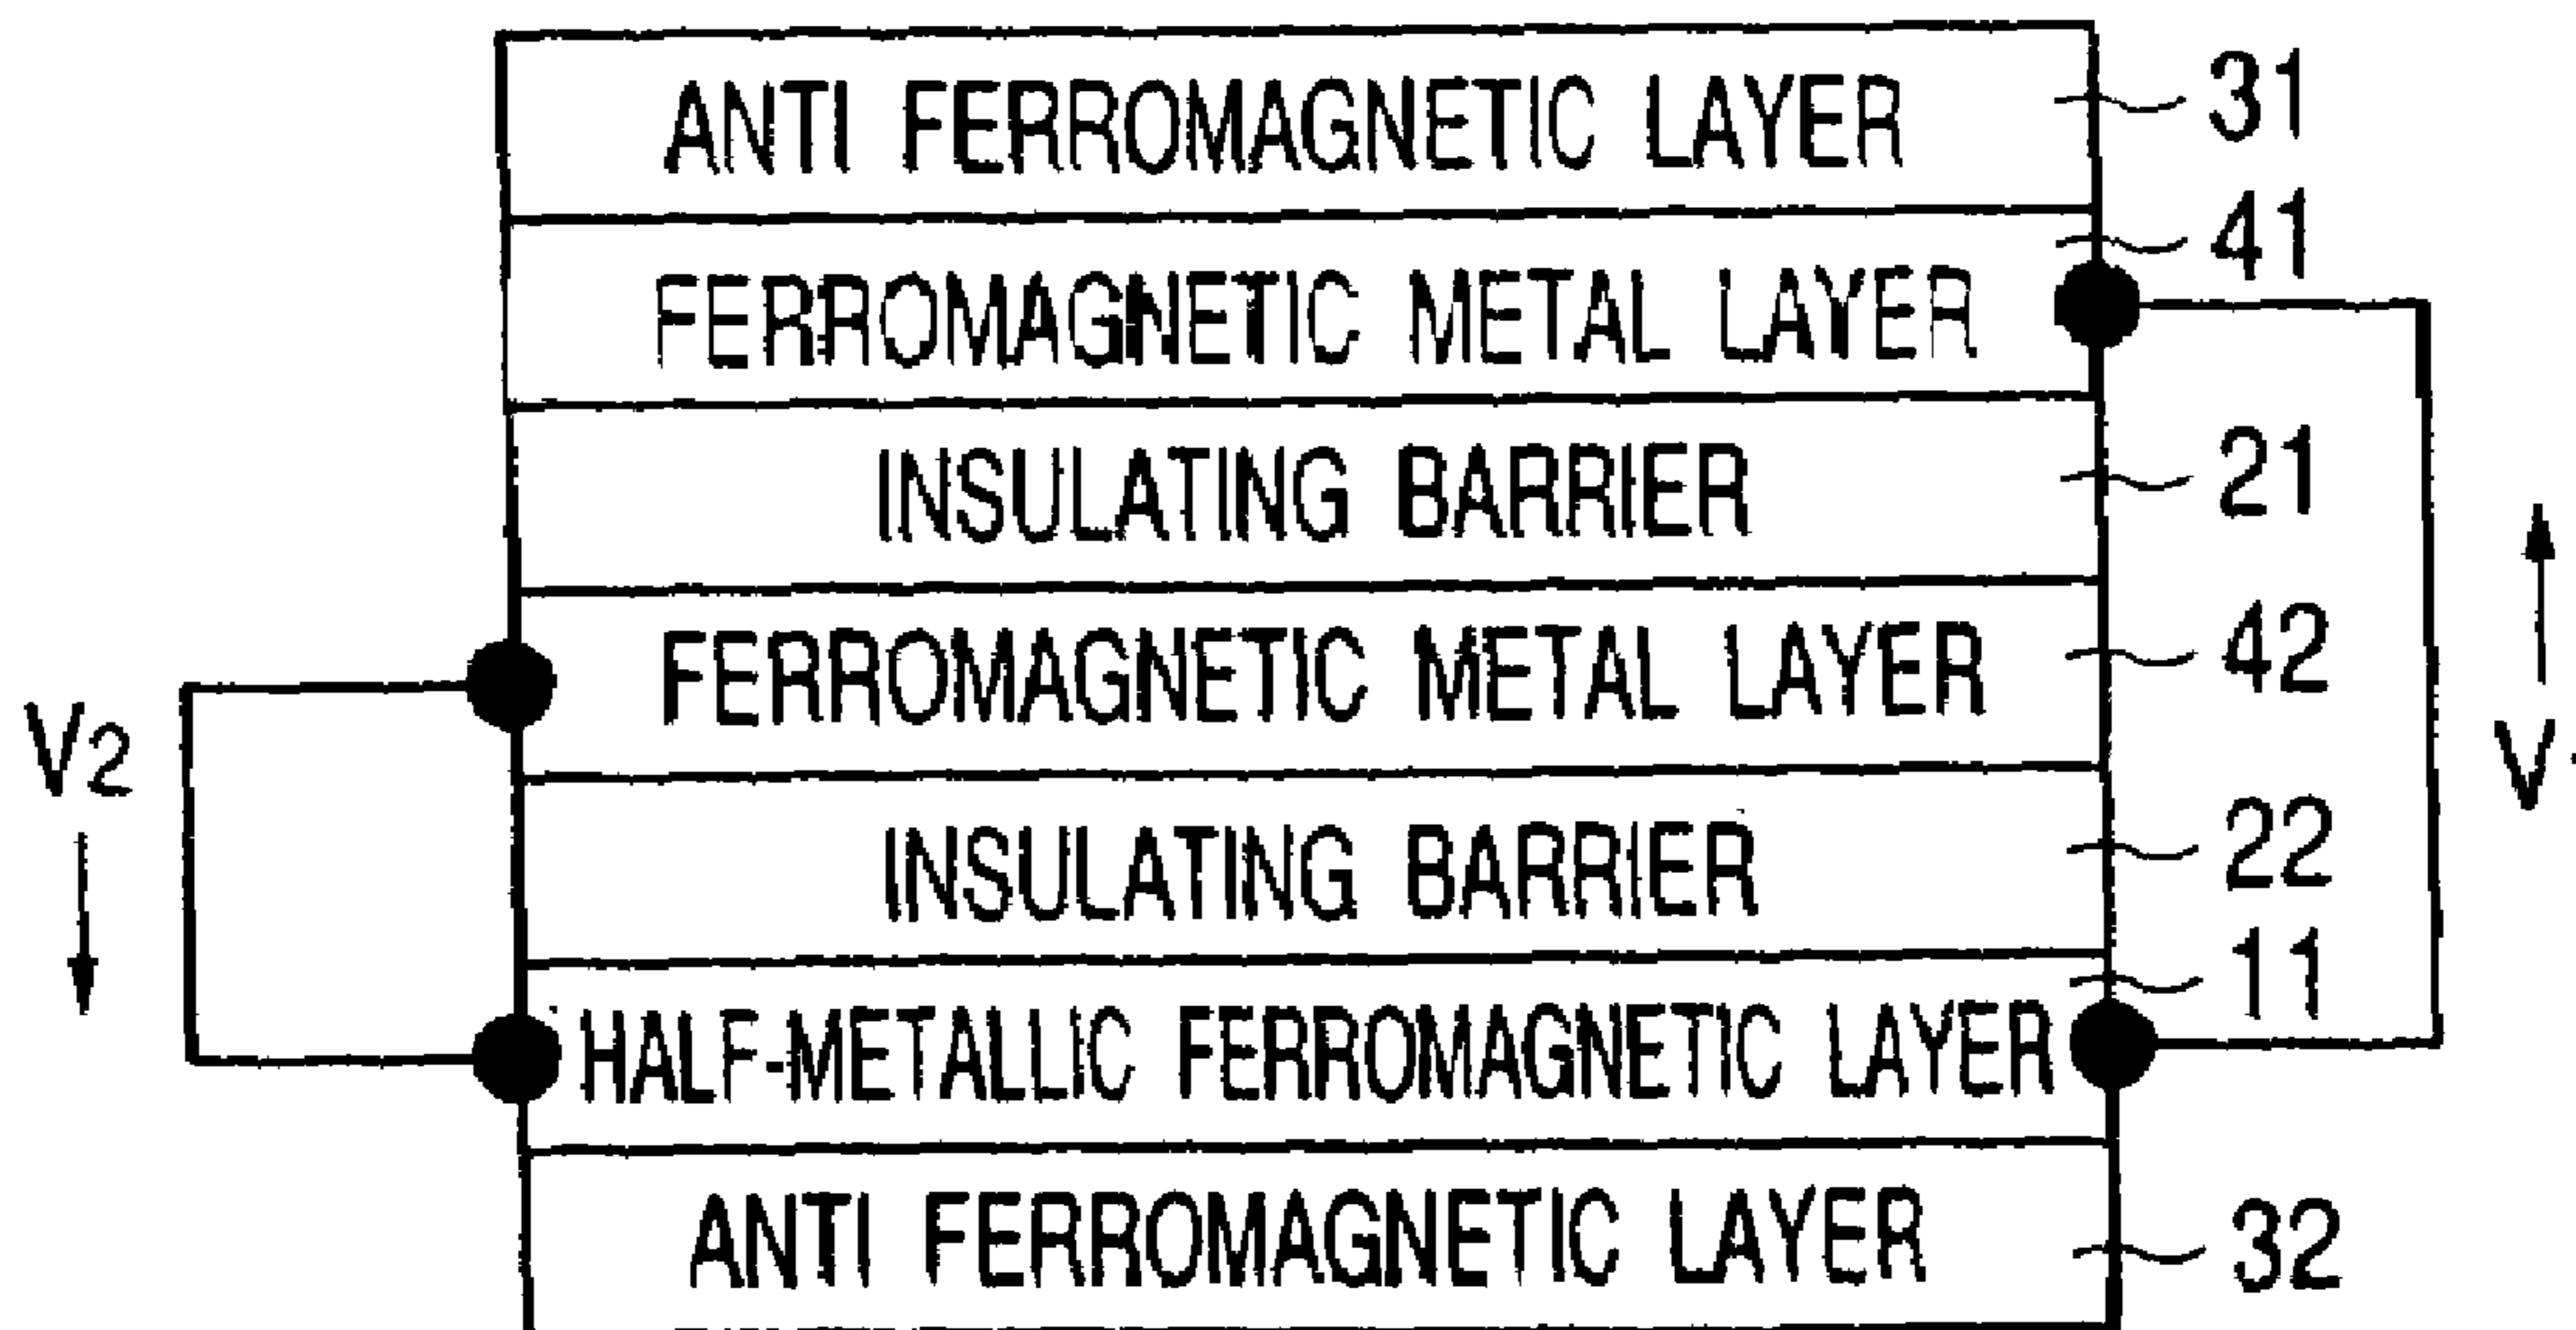 ANTI FERROMAGNETIC LAYER 31
FERROMAGNETIC METAL LAYER 41
INSULATING BARRIER 21
FERROMAGNETIC METAL LAYER 42
V2
V
INSULATING BARRIER 22
HALF-METALLIC FERROMAGNETIC LAYER 11
ANTI FERROMAGNETIC LAYER 32